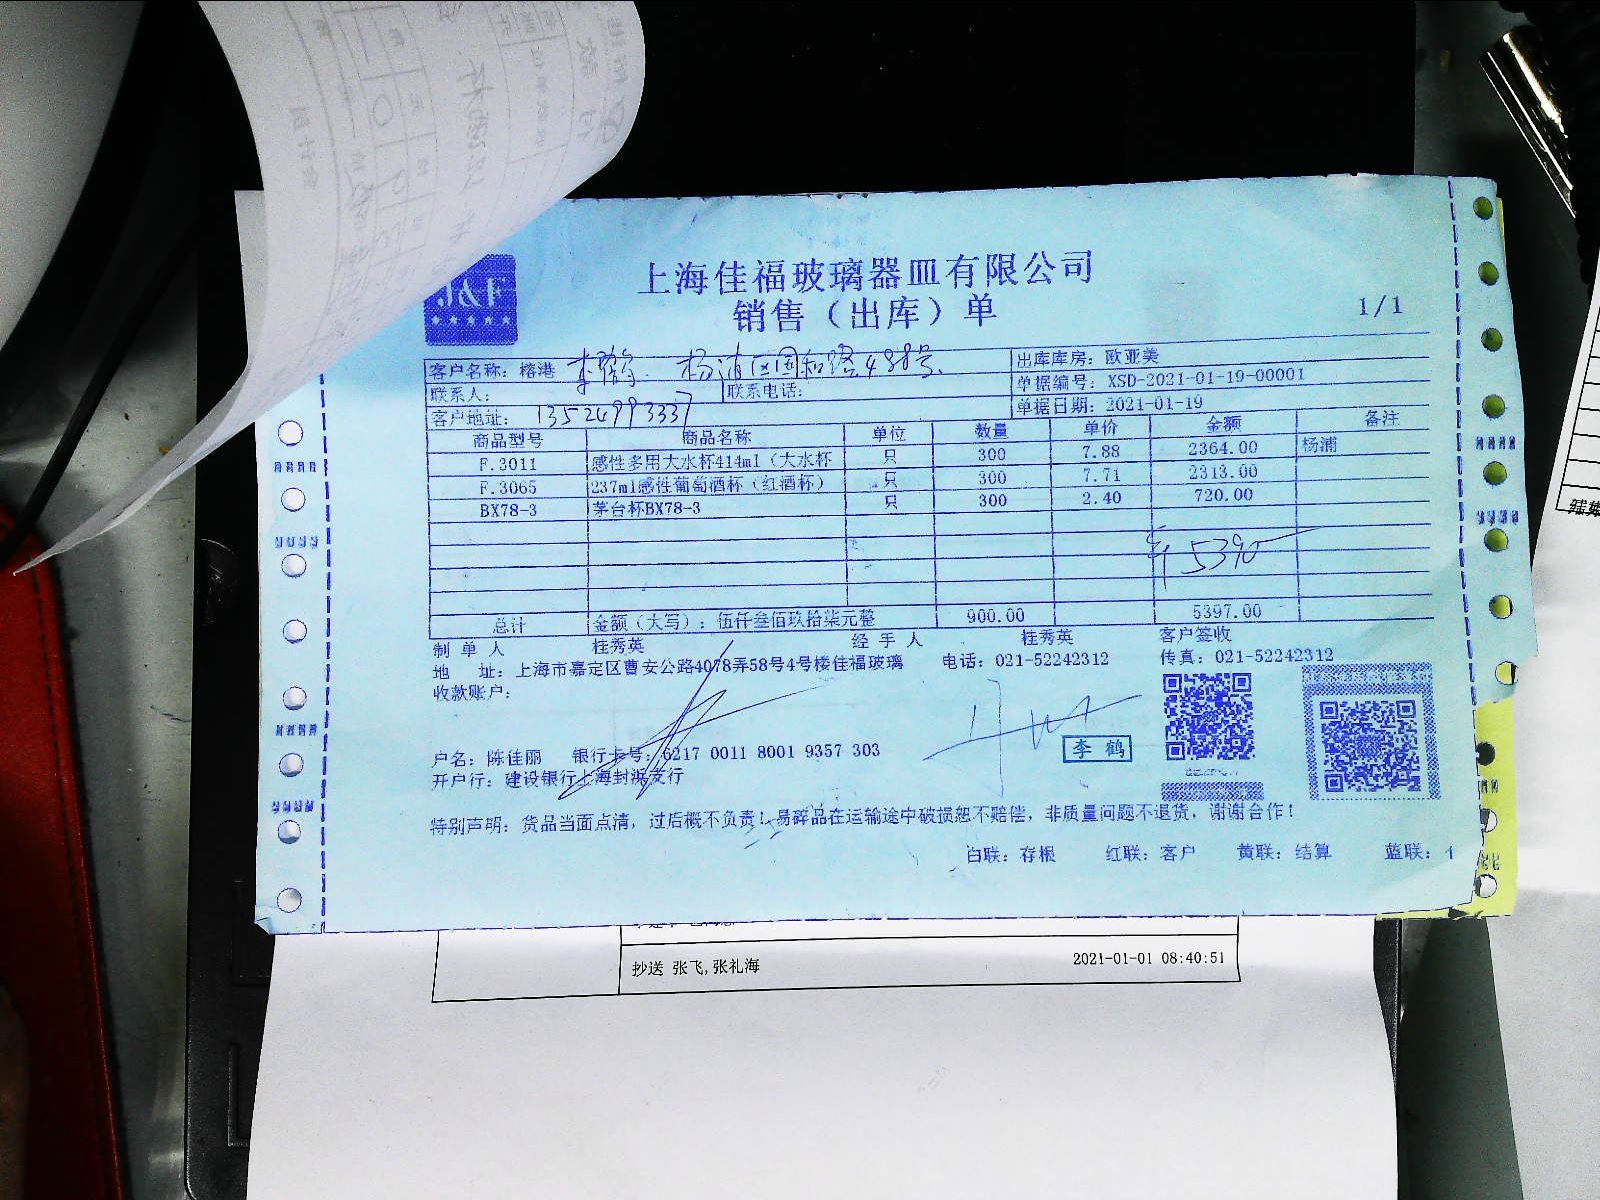 上海佳福玻璃器皿有限公司
销售（出库）单
1/1
客户名称：榕港 李鹤 杨浦区国和路498号 出库库房：欧亚美
联系人： 联系电话： 单据编号：XSD-2021-01-19-00001
客户地址：13524993337 单据日期：2021-01-19
商品型号 商品名称 单位 数量 单价 金额 备注
F.3011 感性多用大水杯414ml（大水杯 只 300 7.88 2364.00 杨浦
F.3065 237ml感性葡萄酒杯（红酒杯） 只 300 7.71 2313.00
BX78-3 茅台杯BX78-3 只 300 2.40 720.00
5390
总计 金额（大写）：伍仟叁佰玖拾柒元整 900.00 5397.00
制单人 桂秀英 经手人 桂秀英 客户签收
地 址：上海市嘉定区曹安公路4078弄58号4号楼佳福玻璃 电话：021-52242312 传真：021-52242312
收款账户：
李鹤
户名：陈佳丽 银行卡号：6217 0011 8001 9357 303
开户行：建设银行上海封浜支行
特别声明：货品当面点清，过后概不负责！易碎品在运输途中破损恕不赔偿，非质量问题不退货，谢谢合作！
白联：存根 红联：客户 黄联：结算 蓝联：
抄送 张飞,张礼海 2021-01-01 08:40:51